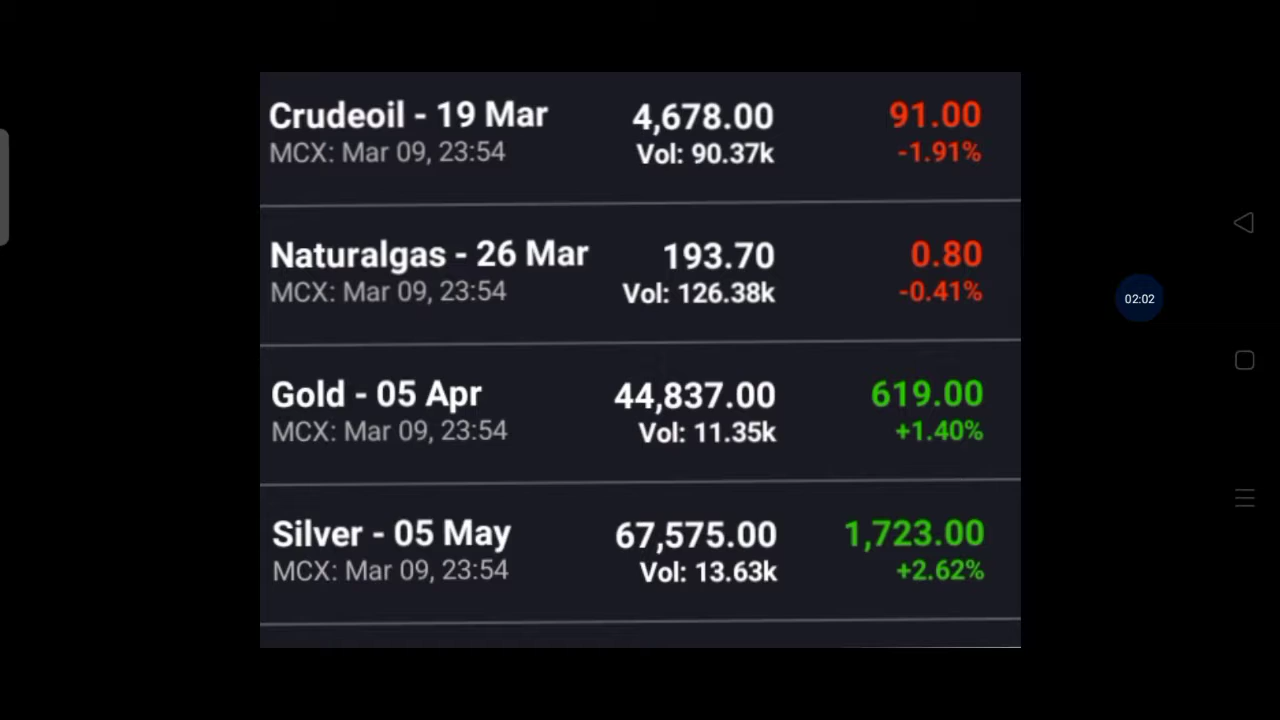 Crudeoil - 19 Mar 4,678.00 91.00
MCX: Mar 09, 23:54 Vol: 90.37k -1.91%
Naturalgas - 26 Mar 193.70 0.80
MCX: Mar 09, 23:54 Vol: 126.38k -0.41%
02:02
Gold - 05 Apr 44,837.00 619.00
MCX: Mar 09, 23:54 Vol: 11.35k +1.40%
Silver - 05 May 67,575.00 1,723.00
MCX: Mar 09, 23:54 Vol: 13.63k +2.62%